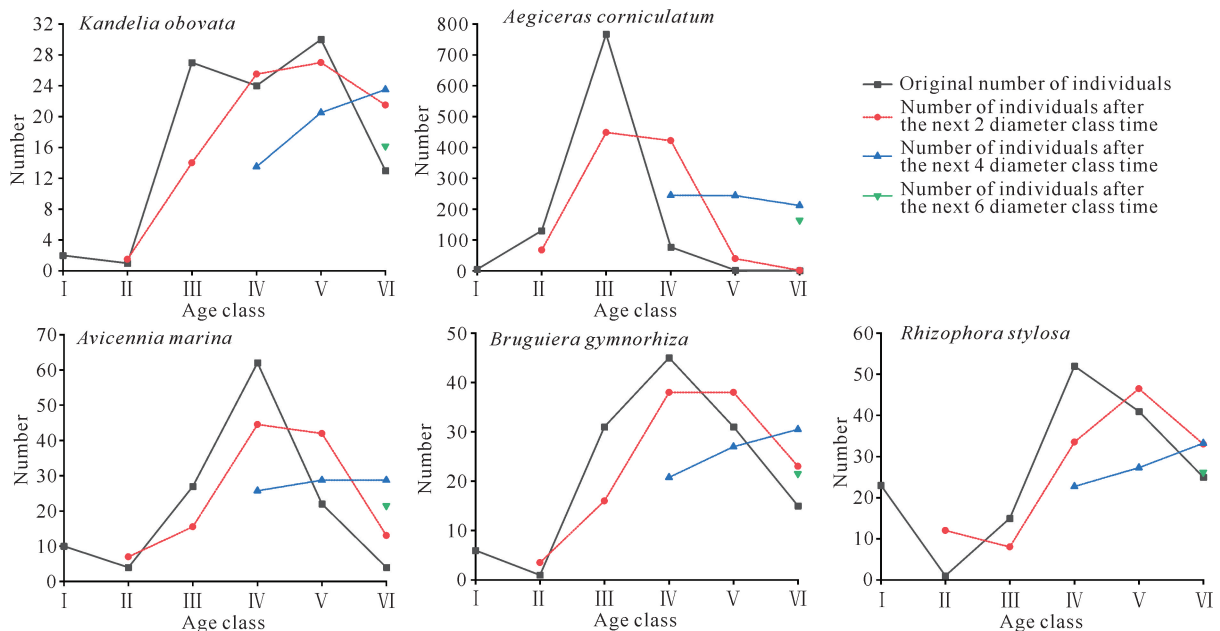 Kandelia obovata
32
28
24
20
16
12
8
4
0
Number
I II III IV V VI
Age class
Aegiceras corniculatum
800
700
600
500
400
300
200
100
0
Number
I II III IV V VI
Age class
Original number of individuals
Number of individuals after
the next 2 diameter class time
Number of individuals after
the next 4 diameter class time
Number of individuals after
the next 6 diameter class time
Avicennia marina
70
60
50
40
30
20
10
0
Number
I II III IV V VI
Age class
Bruguiera gymnorhiza
50
40
30
20
10
0
Number
I II III IV V VI
Age class
Rhizophora stylosa
60
50
40
30
20
10
0
Number
I II III IV V VI
Age class